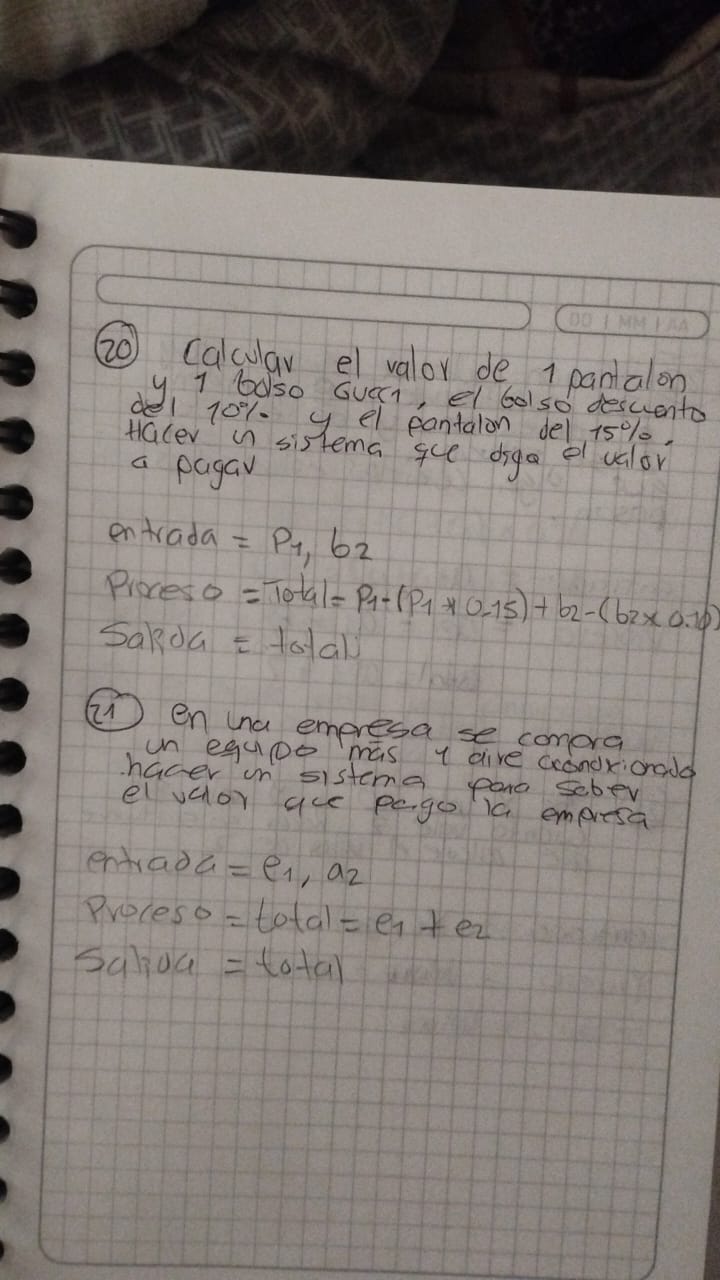 DD | MM | AA
20 Calcular el valor de 1 pantalon
y 1 bolso Gucci, el bolso descuento
del 10% y el pantalon del 15%.
Hacer un sistema que diga el valor
a pagar
entrada = P1, b2
Proceso = Total = P1-(P1 * 0.15) + b2-(b2 x 0.10)
Salida = total
21 en una empresa se compra
un equipo más 1 aire acondicionado
hacer un sistema para saber
el valor que pago la empresa
entrada = e1, a2
Proceso = total = e1 + e2
Salida = total